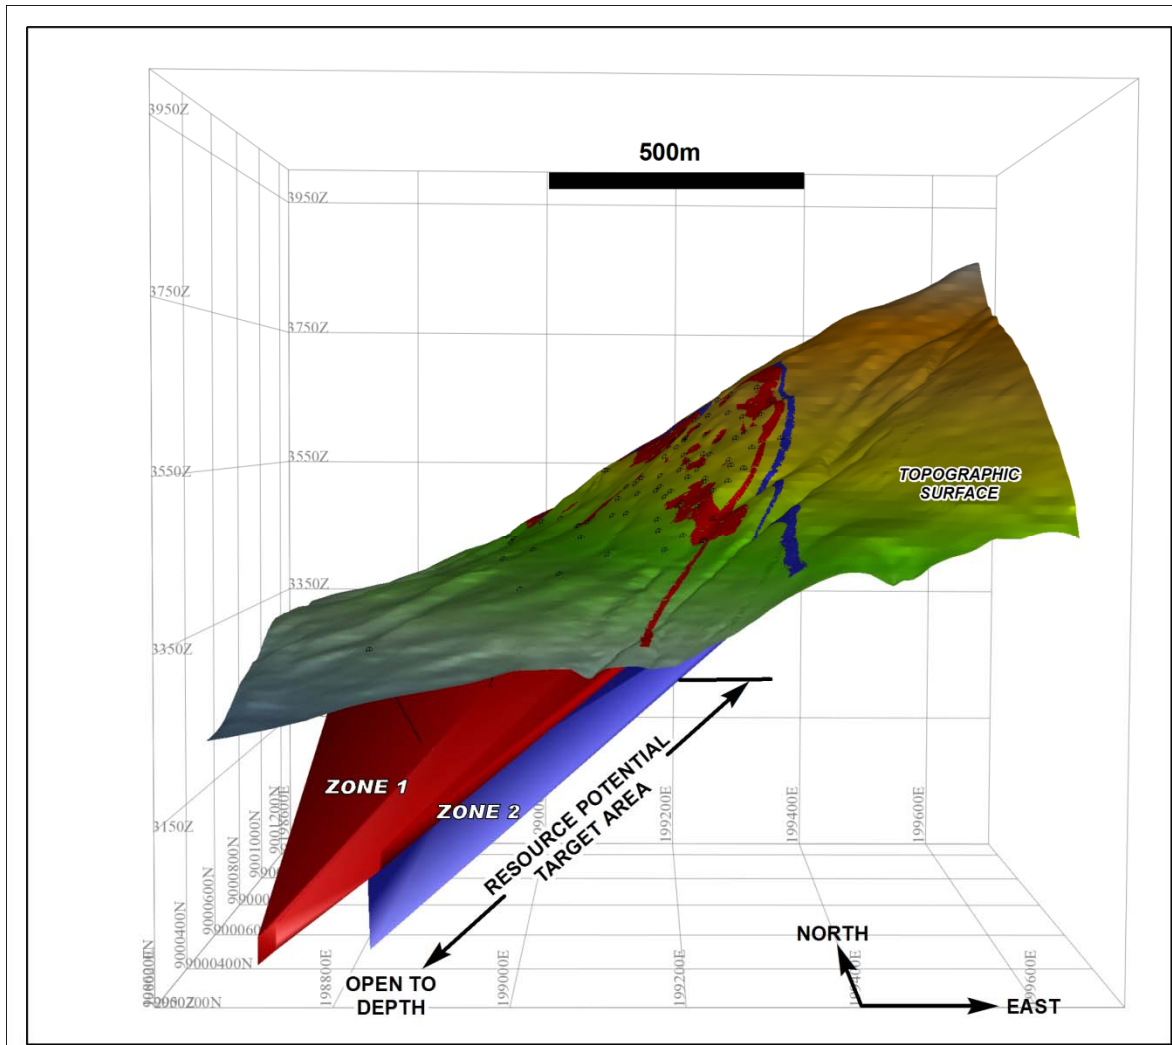 500m
3950Z
3950Z
3750Z
3750Z
3550Z
3550Z
3350Z
3350Z
3150Z
TOPOGRAPHIC
SURFACE
ZONE 1
ZONE 2
RESOURCE POTENTIAL
TARGET AREA
OPEN TO
DEPTH
NORTH
EAST
198600E
199200E
199400E
199600E
9001200N
9001000N
9000800N
9000600N
9000400N
9000600
9000400N
198800E
199000E
199200E
199600E